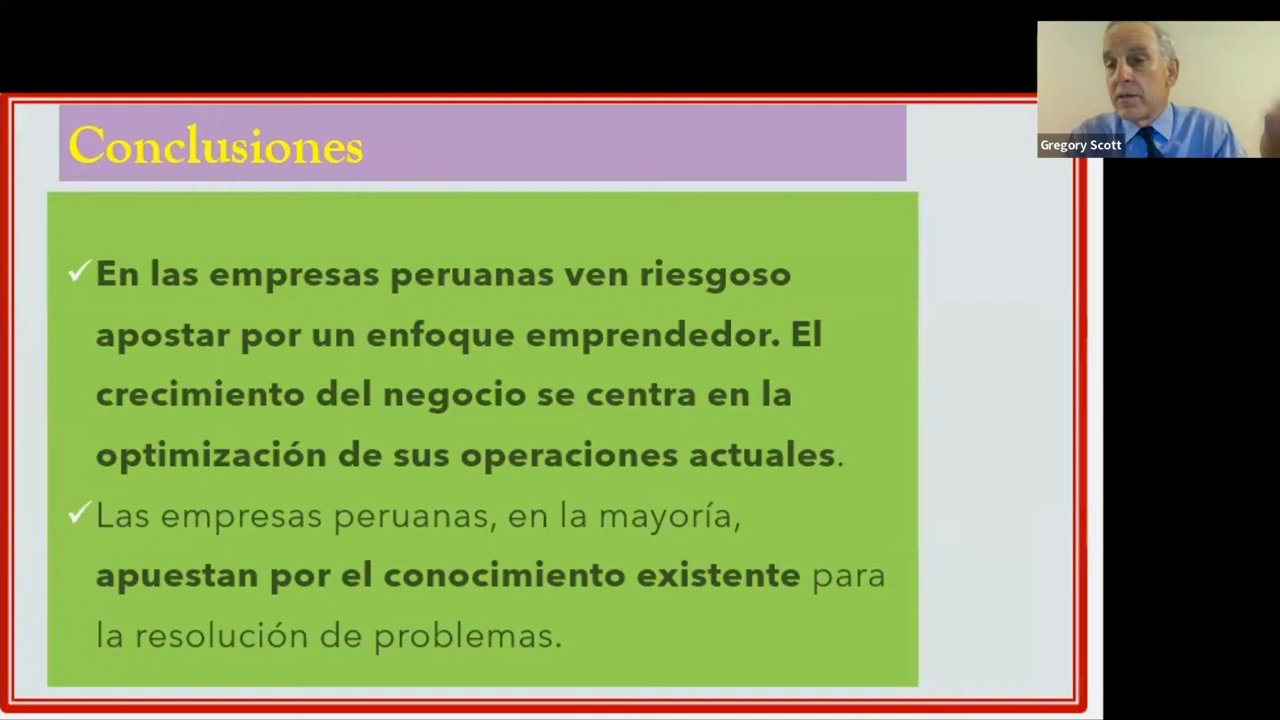 Conclusiones
Gregory Scott
✓En las empresas peruanas ven riesgoso
apostar por un enfoque emprendedor. El
crecimiento del negocio se centra en la
optimización de sus operaciones actuales.
✓Las empresas peruanas, en la mayoría,
apuestan por el conocimiento existente para
la resolución de problemas.